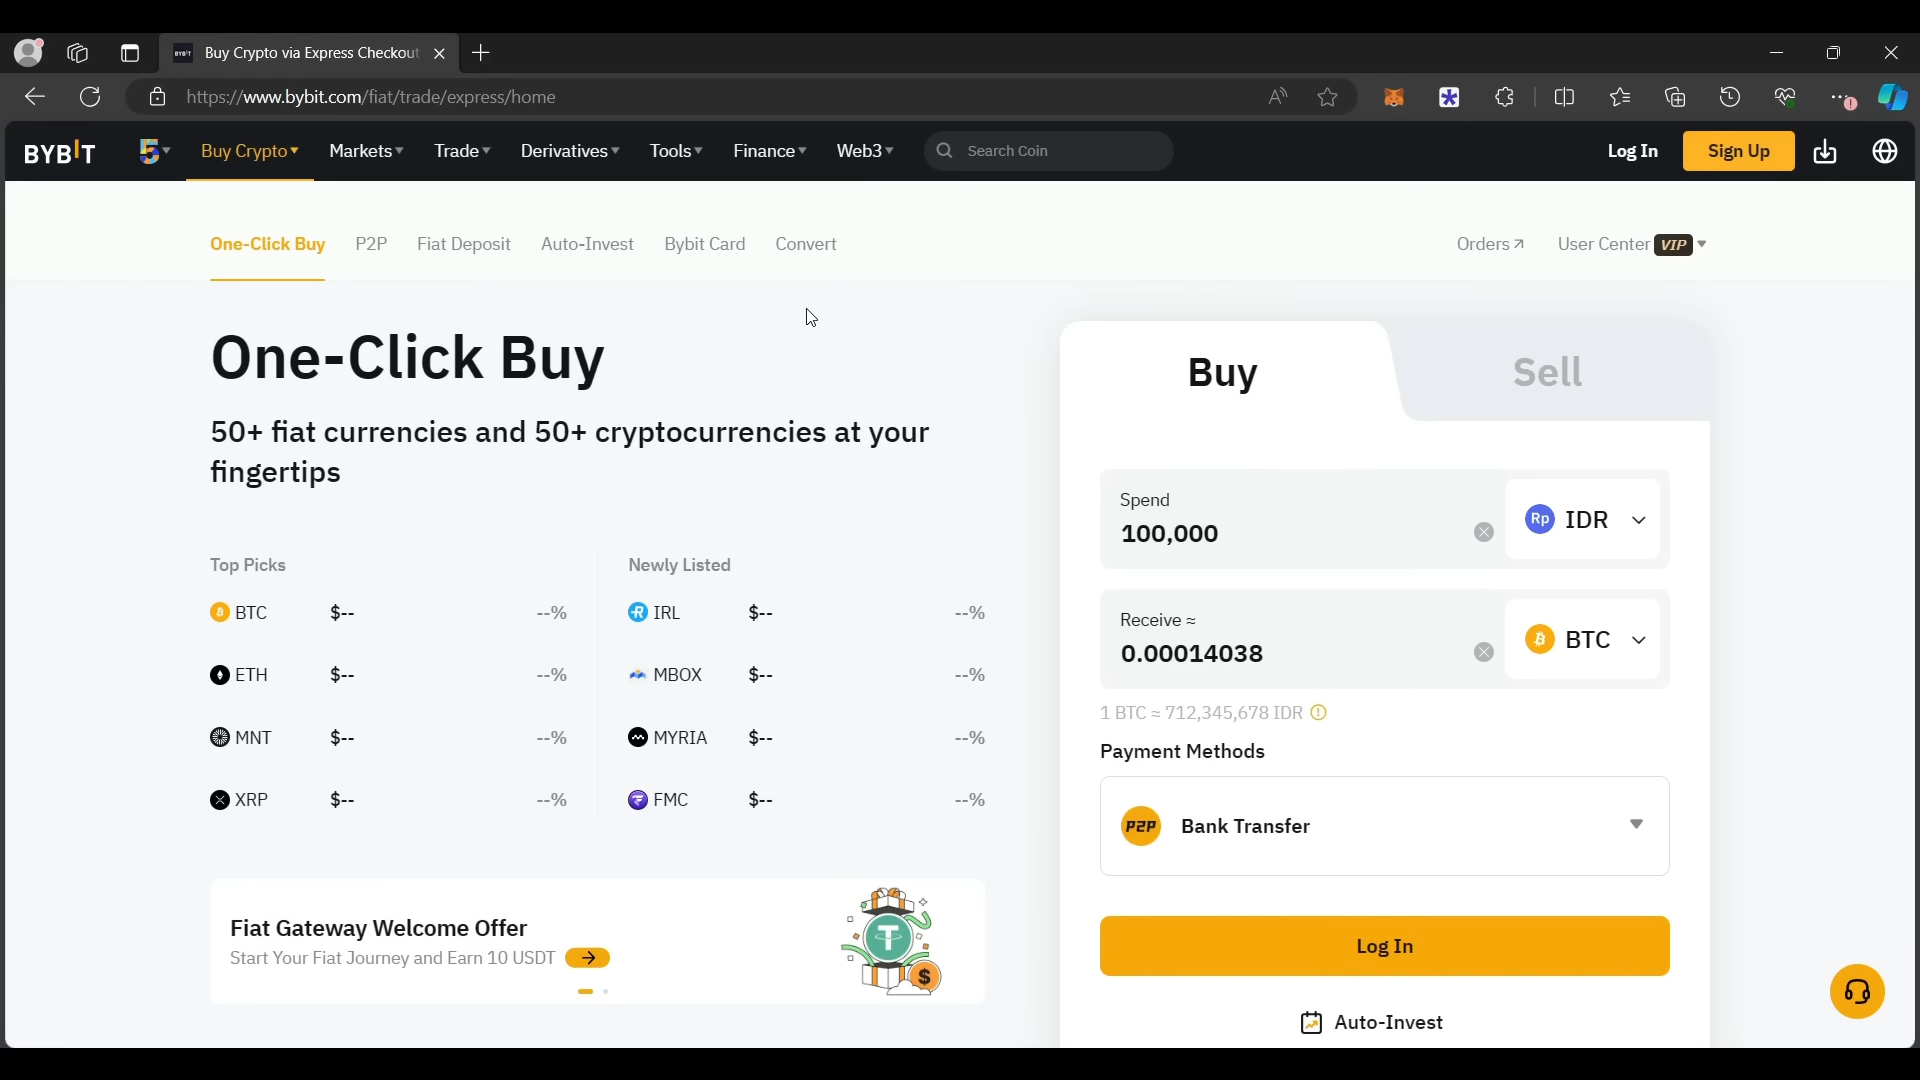 Buy Crypto via Express Checkout
https://www.bybit.com/fiat/trade/express/home
BYBIT
5
Buy Crypto
Markets
Trade
Derivatives
Tools
Finance
Web3
Search Coin
Log In
Sign Up
One-Click Buy
P2P
Fiat Deposit
Auto-Invest
Bybit Card
Convert
Orders
User Center VIP
One-Click Buy
50+ fiat currencies and 50+ cryptocurrencies at your
fingertips
Top Picks
BTC $-- --%
ETH $-- --%
MNT $-- --%
XRP $-- --%
Newly Listed
IRL $-- --%
MBOX $-- --%
MYRIA $-- --%
FMC $-- --%
Fiat Gateway Welcome Offer
Start Your Fiat Journey and Earn 10 USDT
Buy
Sell
Spend
100,000
Rp IDR
Receive ≈
0.00014038
BTC
1 BTC ≈ 712,345,678 IDR
Payment Methods
P2P Bank Transfer
Log In
Auto-Invest